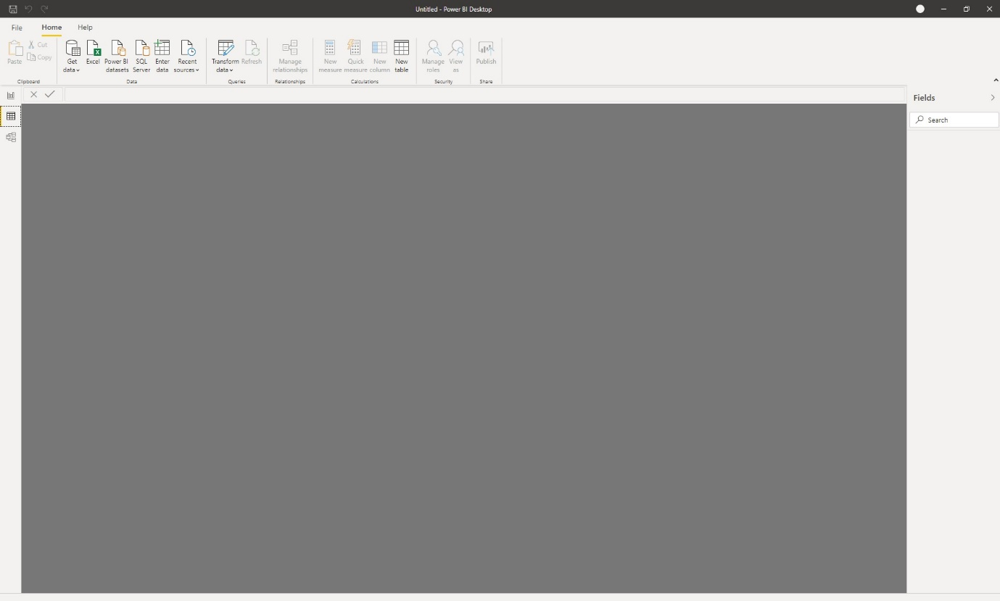 Untitled - Power BI Desktop
File Home Help
Paste Cut Copy
Clipboard
Get data Excel Power BI datasets SQL Server Enter data Recent sources
Data
Transform data Refresh
Queries
Manage relationships
Relationships
New measure Quick measure New column New table
Calculations
Manage roles View as
Security
Publish
Share
Fields
Search